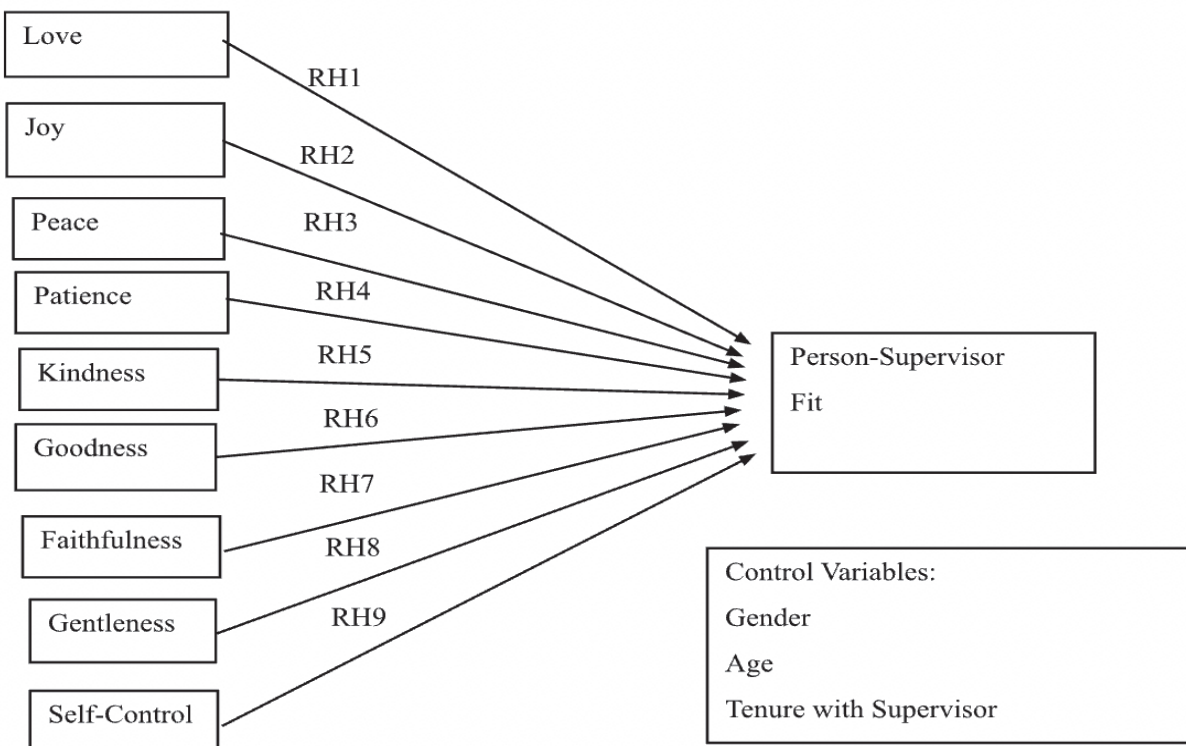 Love
RH1
Joy
RH2
Peace
RH3
Patience
RH4
Kindness
RH5
Goodness
RH6
Faithfulness
RH7
Gentleness
RH8
Self-Control
RH9
Person-Supervisor
Fit
Control Variables:
Gender
Age
Tenure with Supervisor